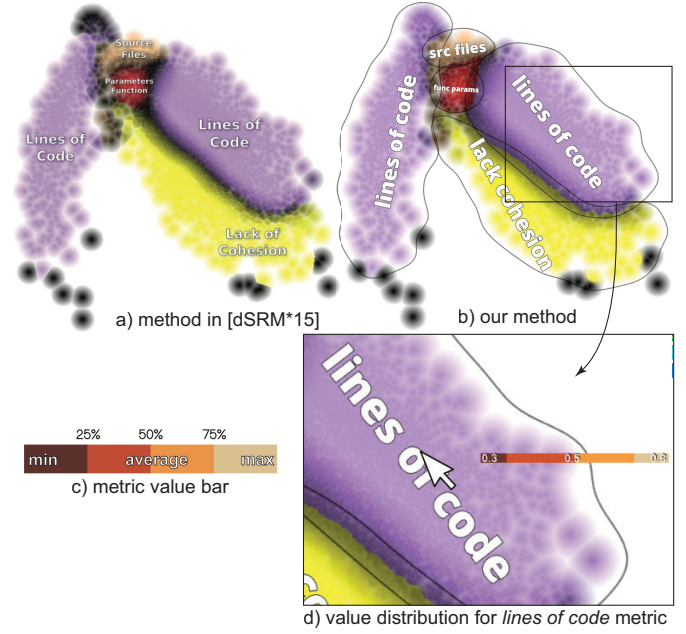 Source
Files
Parameters
Function
Lines of
Code
Lines of
Code
Lack of
Cohesion
a) method in [dSRM*15]
src files
func params
lines of code
lines of code
lack cohesion
b) our method
25% 50% 75%
min average max
c) metric value bar
lines of code
0.3 0.5 0.8
d) value distribution for lines of code metric